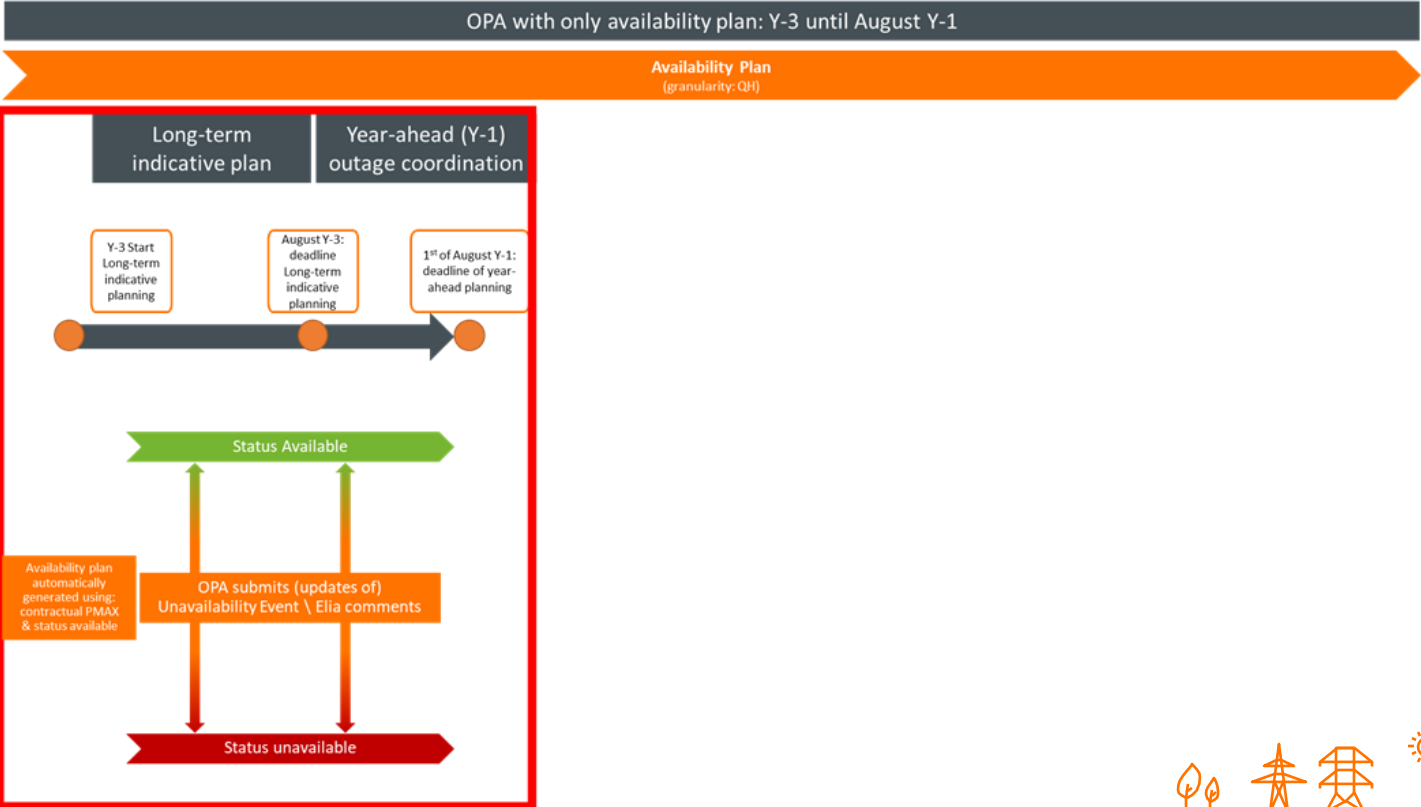 OPA with only availability plan: Y-3 until August Y-1
Availability Plan
(granularity: QH)
Long-term
indicative plan
Year-ahead (Y-1)
outage coordination
Y-3 Start
Long-term
indicative
planning
August Y-3:
deadline
Long-term
indicative
planning
1st of August Y-1:
deadline of year-
ahead planning
Status Available
Availability plan
automatically
generated using:
contractual PMAX
& status available
OPA submits (updates of)
Unavailability Event \ Elia comments
Status unavailable